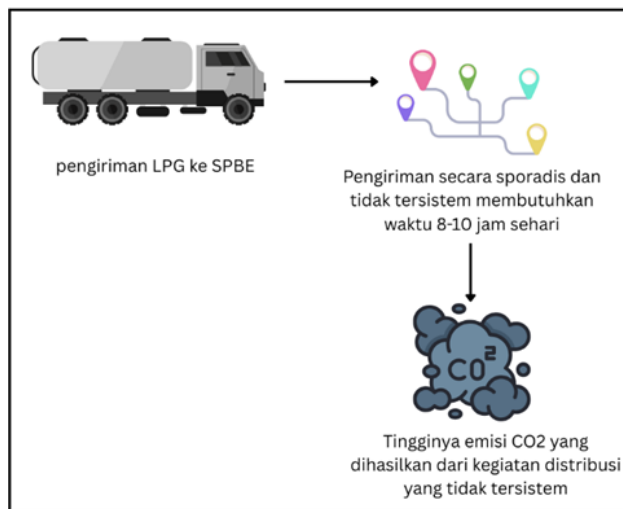 pengiriman LPG ke SPBE
Pengiriman secara sporadis dan
tidak tersistem membutuhkan
waktu 8-10 jam sehari
CO²
Tingginya emisi CO2 yang
dihasilkan dari kegiatan distribusi
yang tidak tersistem